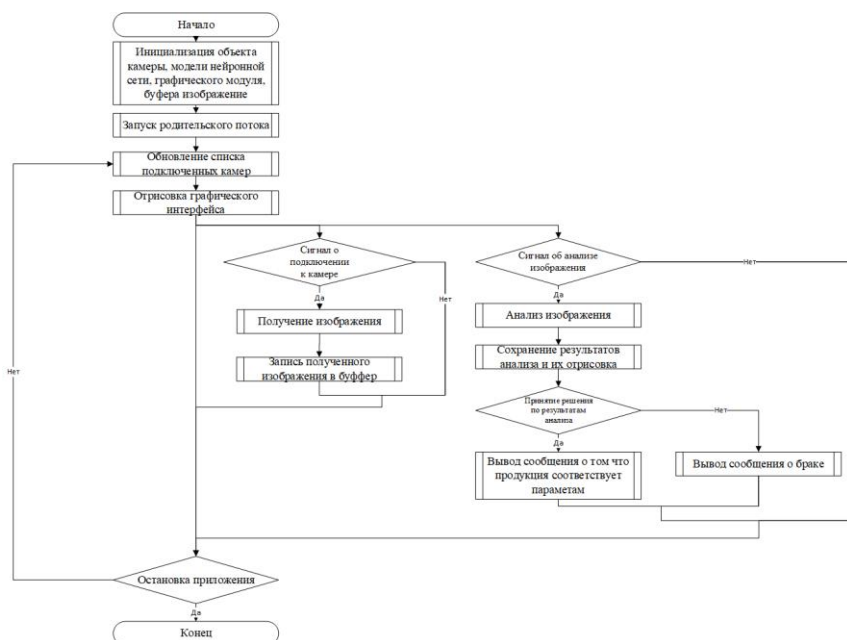 Начало
Инициализация объекта
камеры, модели нейронной
сети, графического модуля,
буфера изображение
Запуск родительского потока
Обновление списка
подключенных камер
Отрисовка графического
интерфейса
Сигнал о
подключении
к камере
Нет
Да
Получение изображения
Запись полученного
изображения в буффер
Сигнал об анализе
изображения
Нет
Да
Анализ изображения
Сохранение результатов
анализа и их отрисовка
Принятие решения
по результатам
анализа
Нет
Да
Вывод сообщения о том что
продукция соответствует
параметам
Вывод сообщения о браке
Нет
Остановка приложения
Да
Конец